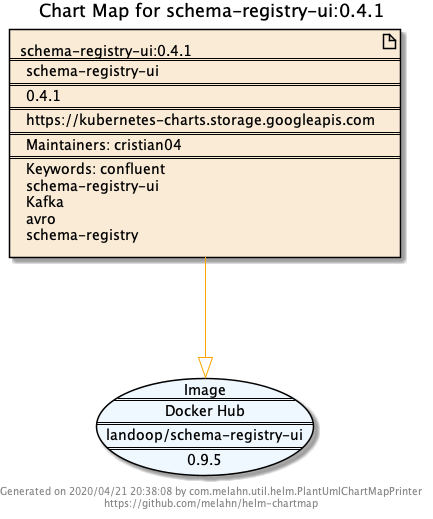 Chart Map for schema-registry-ui:0.4.1
schema-registry-ui:0.4.1
schema-registry-ui
0.4.1
https://kubernetes-charts.storage.googleapis.com
Maintainers: cristian04
Keywords: confluent
schema-registry-ui
Kafka
avro
schema-registry
Image
Docker Hub
landoop/schema-registry-ui
0.9.5
Generated on 2020/04/21 20:38:08 by com.melahn.util.helm.PlantUmlChartMapPrinter
https://github.com/melahn/helm-chartmap